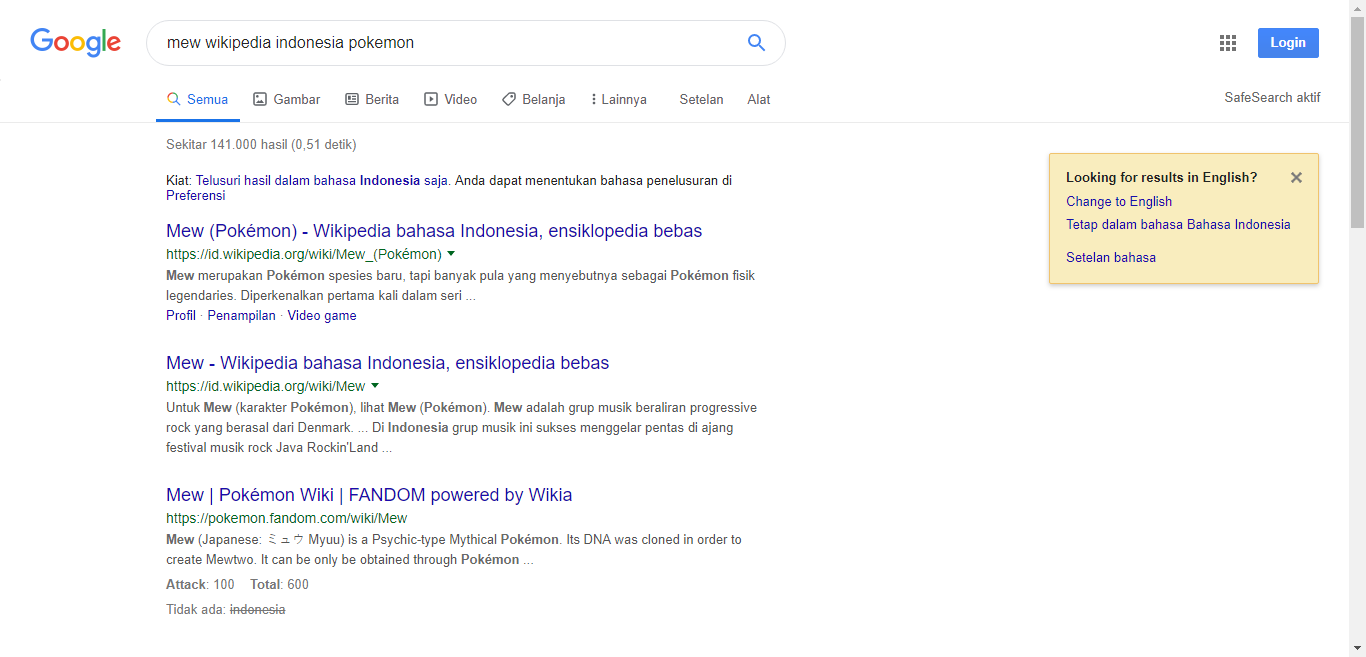 Google
mew wikipedia indonesia pokemon
Login
Semua Gambar Berita Video Belanja Lainnya Setelan Alat
SafeSearch aktif
Sekitar 141.000 hasil (0,51 detik)
Kiat: Telusuri hasil dalam bahasa Indonesia saja. Anda dapat menentukan bahasa penelusuran di
Preferensi
Mew (Pokémon) - Wikipedia bahasa Indonesia, ensiklopedia bebas
https://id.wikipedia.org/wiki/Mew_(Pokémon)
Mew merupakan Pokémon spesies baru, tapi banyak pula yang menyebutnya sebagai Pokémon fisik
legendaries. Diperkenalkan pertama kali dalam seri ...
Profil · Penampilan · Video game
Mew - Wikipedia bahasa Indonesia, ensiklopedia bebas
https://id.wikipedia.org/wiki/Mew
Untuk Mew (karakter Pokémon), lihat Mew (Pokémon). Mew adalah grup musik beraliran progressive
rock yang berasal dari Denmark. ... Di Indonesia grup musik ini sukses menggelar pentas di ajang
festival musik rock Java Rockin'Land ...
Mew | Pokémon Wiki | FANDOM powered by Wikia
https://pokemon.fandom.com/wiki/Mew
Mew (Japanese: ミュウ Myuu) is a Psychic-type Mythical Pokémon. Its DNA was cloned in order to
create Mewtwo. It can be only be obtained through Pokémon ...
Attack: 100 Total: 600
Tidak ada: indonesia
Looking for results in English?
Change to English
Tetap dalam bahasa Bahasa Indonesia
Setelan bahasa